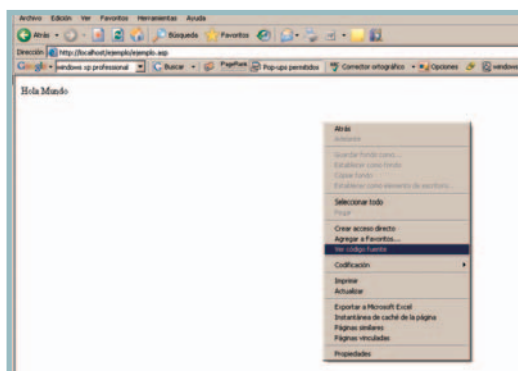 Archivo Edición Ver Favoritos Herramientas Ayuda
Atrás Búsqueda Favoritos
Dirección http://localhost/ejemplo/ejemplo.asp
Google windows xp professional Buscar PageRank Pop-ups permitidos Corrector ortográfico Opciones windows
Hola Mundo
Atrás
Adelante
Guardar fondo como...
Establecer como fondo
Copiar fondo
Establecer como elemento de escritorio...
Seleccionar todo
Pegar
Crear acceso directo
Agregar a Favoritos...
Ver código fuente
Codificación
Imprimir
Actualizar
Exportar a Microsoft Excel
Instantánea de caché de la página
Páginas similares
Páginas vinculadas
Propiedades